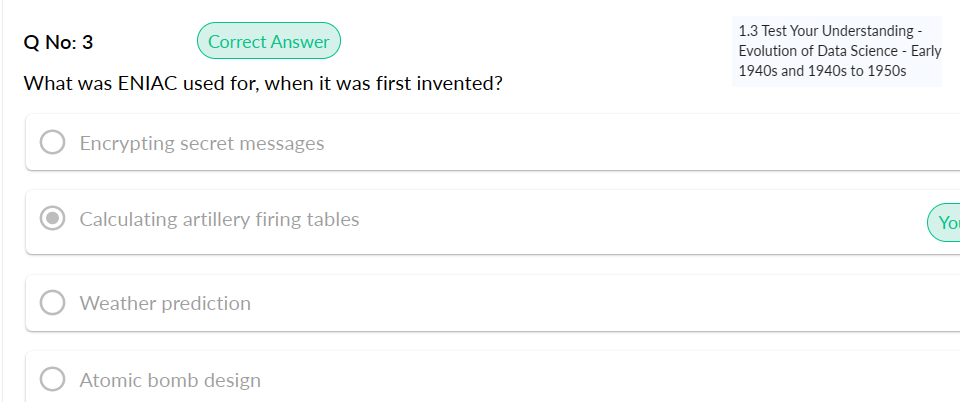 Q No: 3
Correct Answer
1.3 Test Your Understanding -
Evolution of Data Science - Early
1940s and 1940s to 1950s
What was ENIAC used for, when it was first invented?
Encrypting secret messages
Calculating artillery firing tables
Weather prediction
Atomic bomb design